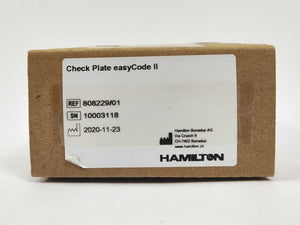 Check Plate easyCode II
REF 808229/01
SN 10003118
2020-11-23
Hamilton Bonaduz AG
Via Crusch 8
CH-7402 Bonaduz
www.hamilton.ch
HAMILTON